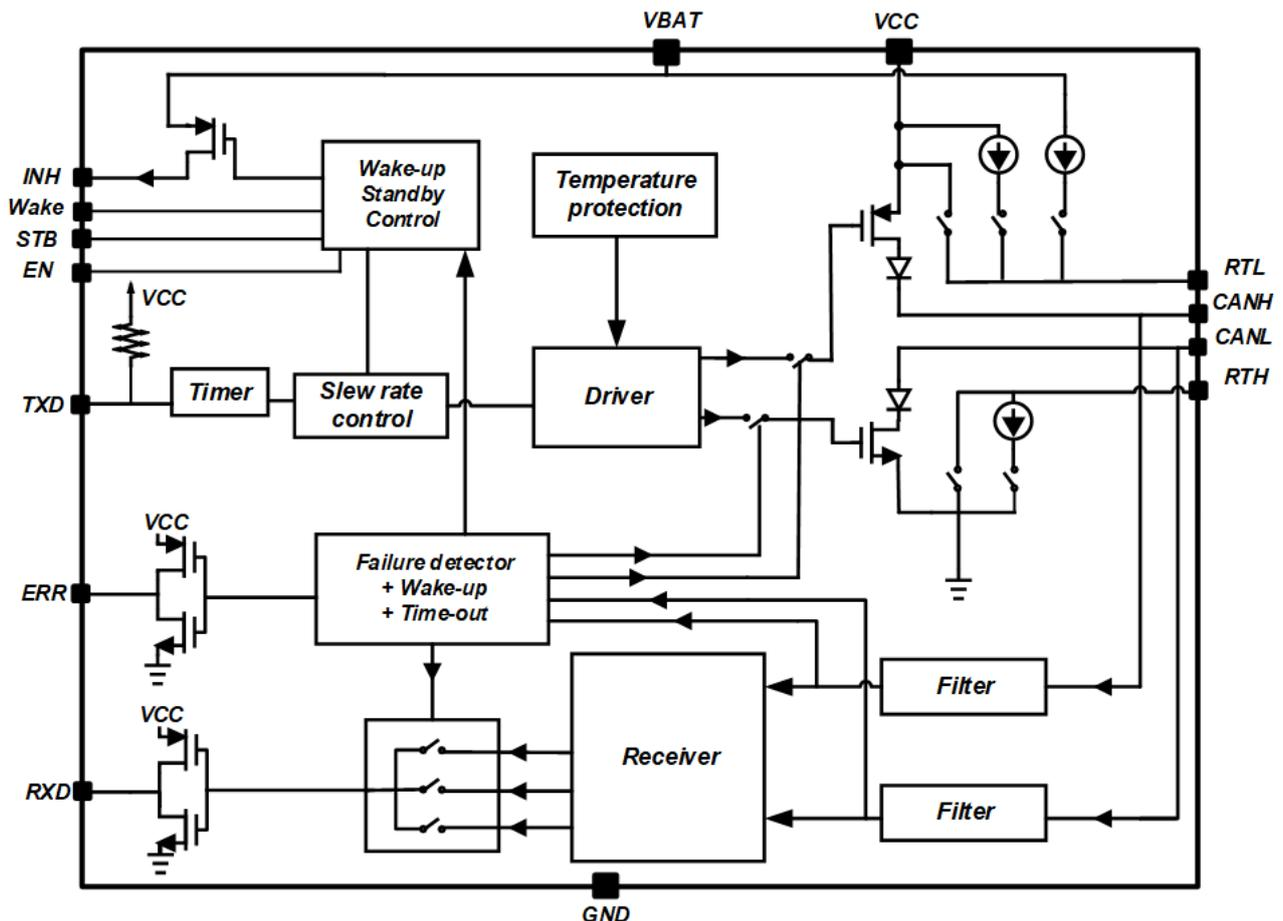 VBAT
VCC
INH
Wake
STB
EN
Wake-up
Standby
Control
Temperature
protection
RTL
CANH
CANL
RTH
VCC
TXD
Timer
Slew rate
control
Driver
VCC
ERR
Failure detector
+ Wake-up
+ Time-out
Filter
VCC
RXD
Receiver
Filter
GND